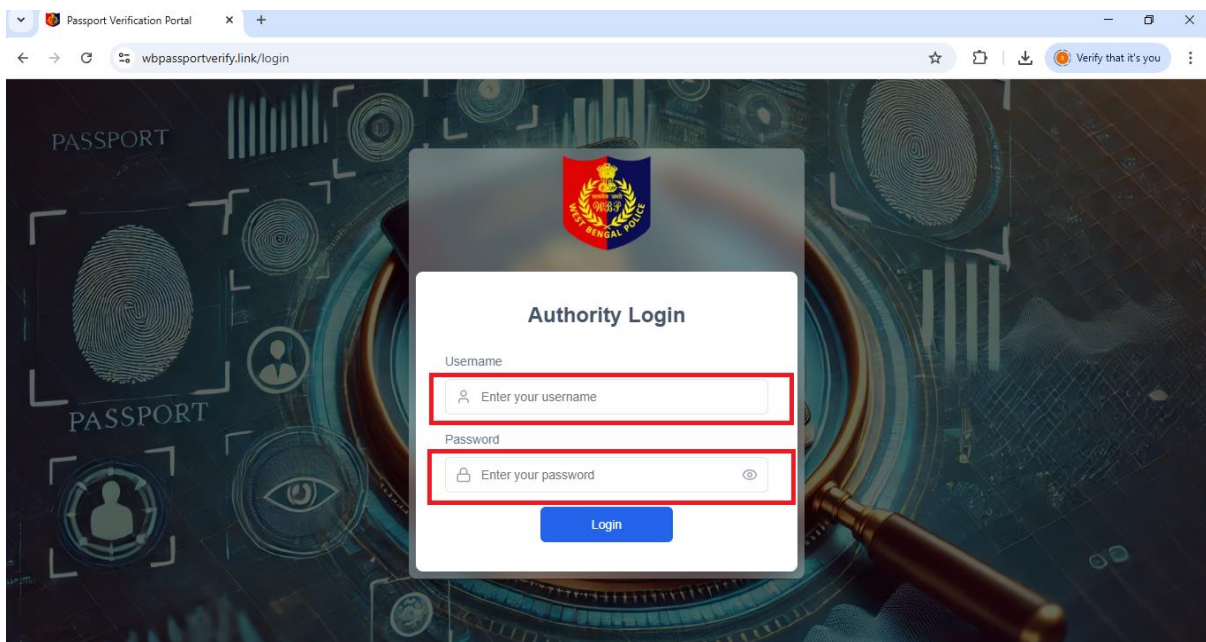 Passport Verification Portal
wbpassportverify.link/login
Verify that it's you
PASSPORT
WBP
WEST BENGAL POLICE
Authority Login
Username
Enter your username
PASSPORT
Password
Enter your password
Login